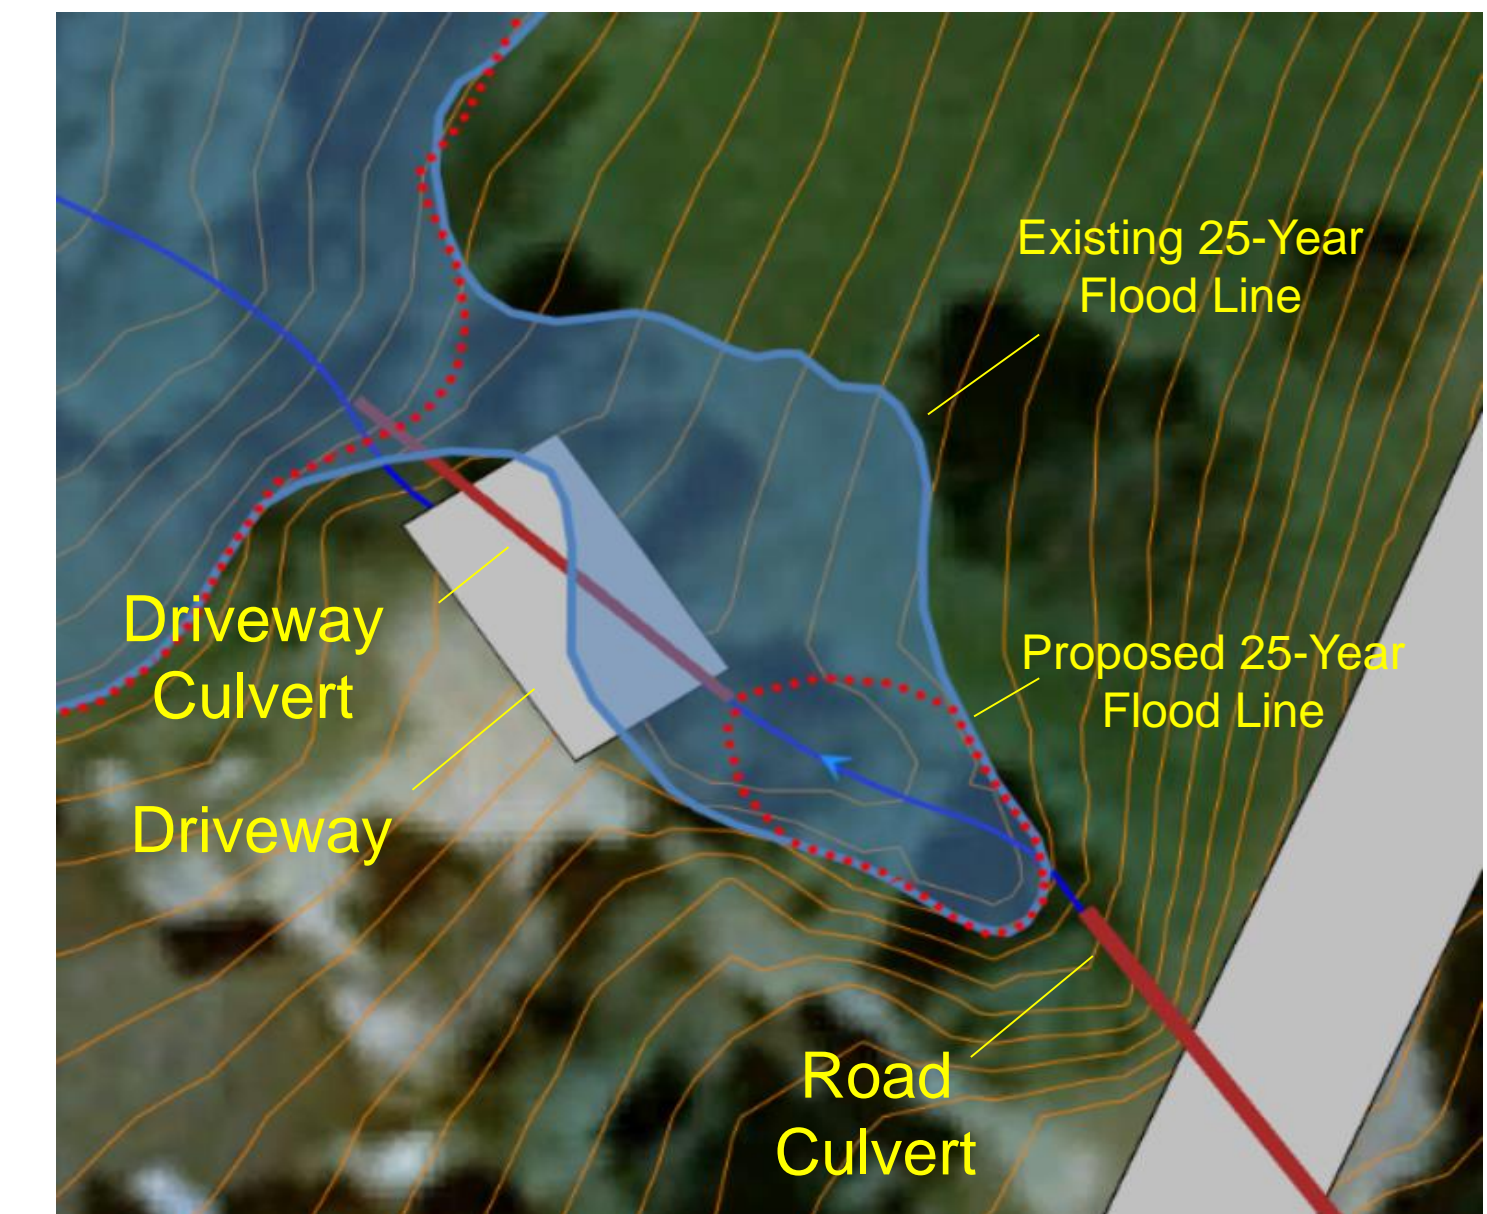 Existing 25-Year
Flood Line
Driveway
Culvert
Proposed 25-Year
Flood Line
Driveway
Road
Culvert